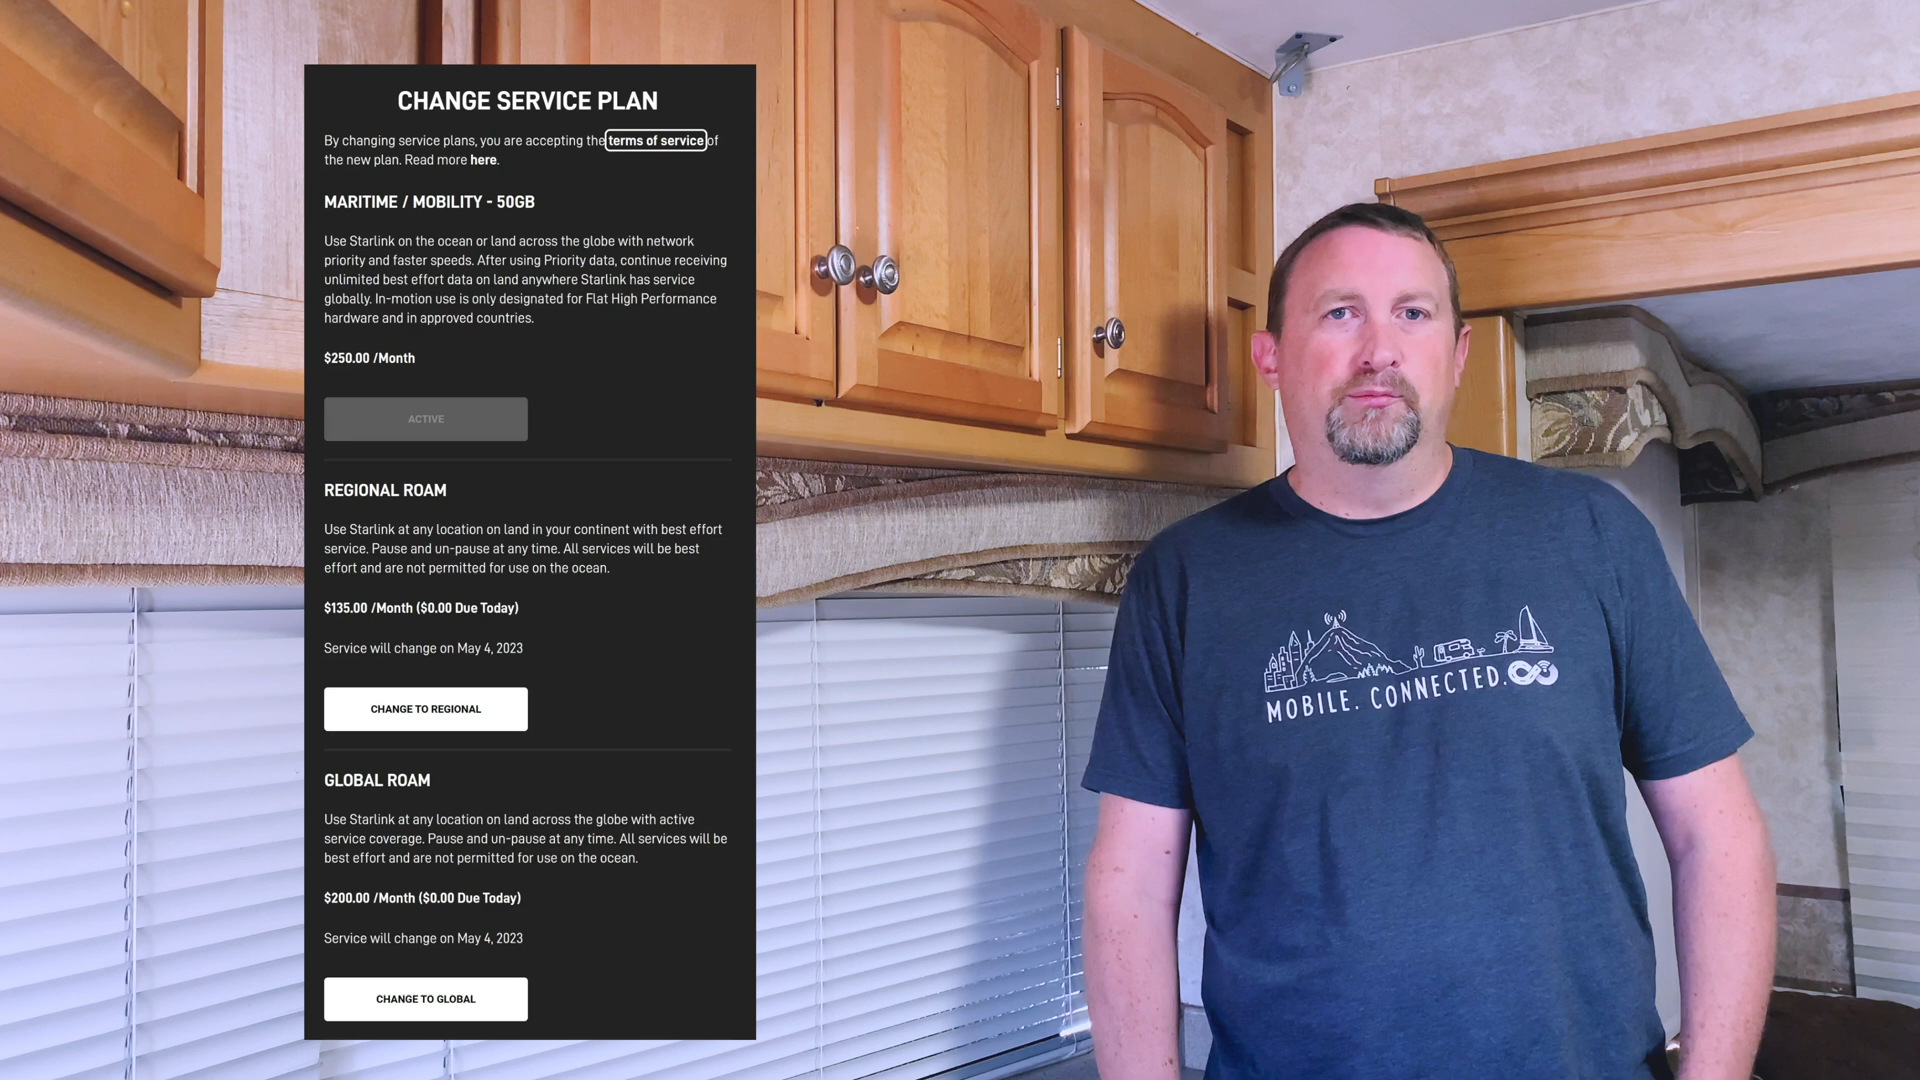 CHANGE SERVICE PLAN
By changing service plans, you are accepting the terms of service of
the new plan. Read more here.
MARITIME / MOBILITY - 50GB
Use Starlink on the ocean or land across the globe with network
priority and faster speeds. After using Priority data, continue receiving
unlimited best effort data on land anywhere Starlink has service
globally. In-motion use is only designated for Flat High Performance
hardware and in approved countries.
$250.00 /Month
ACTIVE
REGIONAL ROAM
Use Starlink at any location on land in your continent with best effort
service. Pause and un-pause at any time. All services will be best
effort and are not permitted for use on the ocean.
$135.00 /Month ($0.00 Due Today)
Service will change on May 4, 2023
CHANGE TO REGIONAL
GLOBAL ROAM
Use Starlink at any location on land across the globe with active
service coverage. Pause and un-pause at any time. All services will be
best effort and are not permitted for use on the ocean.
$200.00 /Month ($0.00 Due Today)
Service will change on May 4, 2023
CHANGE TO GLOBAL
MOBILE. CONNECTED.